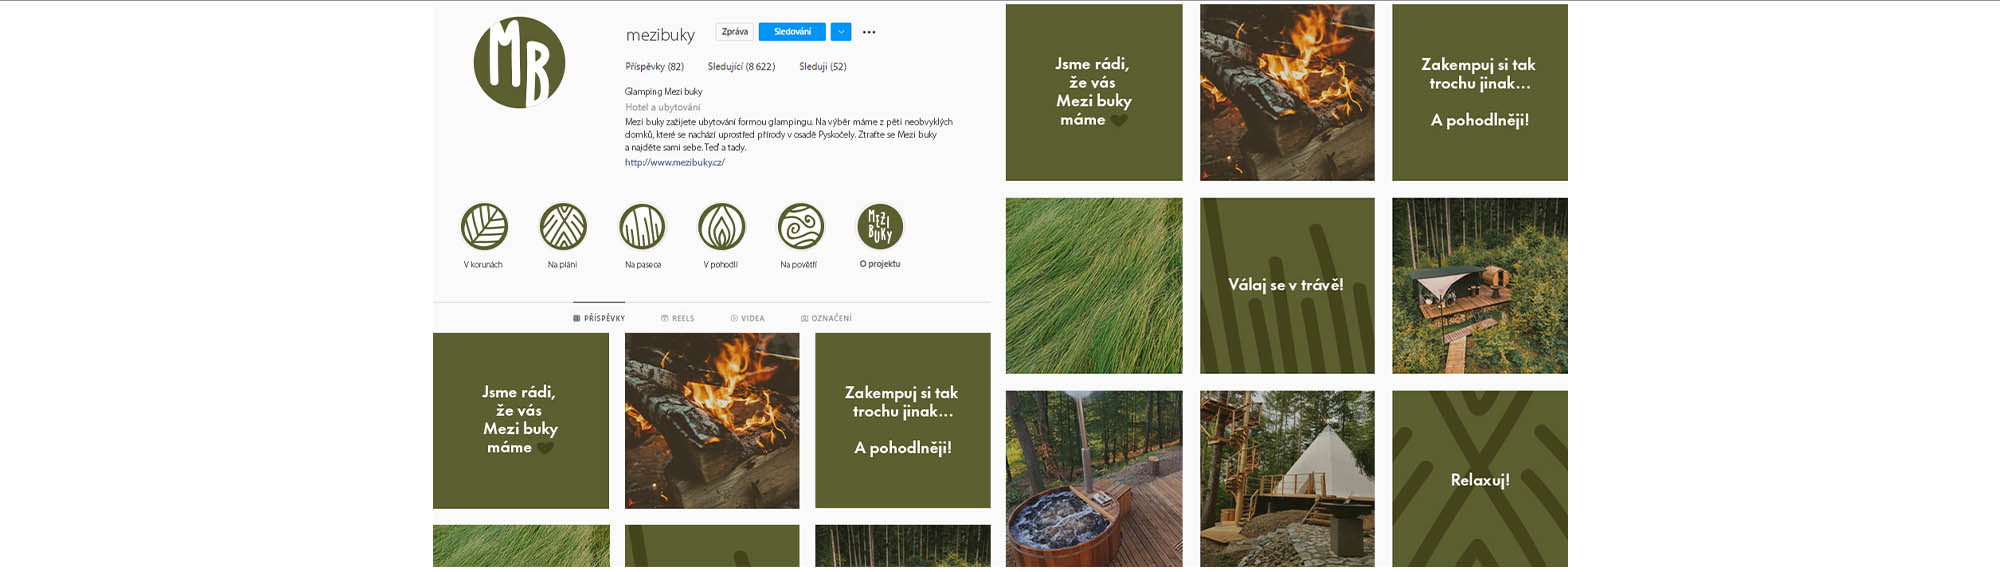 MB
mezibuky
Zpráva
Sledování
Příspěvky (82)
Sledující (8 622)
Sleduji (52)
Glamping Mezi buky
Hotel a ubytování
Mezi buky zažijete ubytování formou glampingu. Na výběr máme z pěti neobvyklých
domků, které se nachází uprostřed přírody v osadě Pyskočely. Ztraťte se Mezi buky
a najděte sami sebe. Teď a tady.
http://www.mezibuky.cz/
MEZI
BUKY
V korunách
Na pláni
Na pasece
V pohodlí
Na povětří
O projektu
PŘÍSPĚVKY
REELS
VIDEA
OZNAČENÍ
Jsme rádi,
že vás
Mezi buky
máme
Zakempuj si tak
trochu jinak...
A pohodlněji!
Jsme rádi,
že vás
Mezi buky
máme
Zakempuj si tak
trochu jinak...
A pohodlněji!
Válaj se v trávě!
Relaxuj!